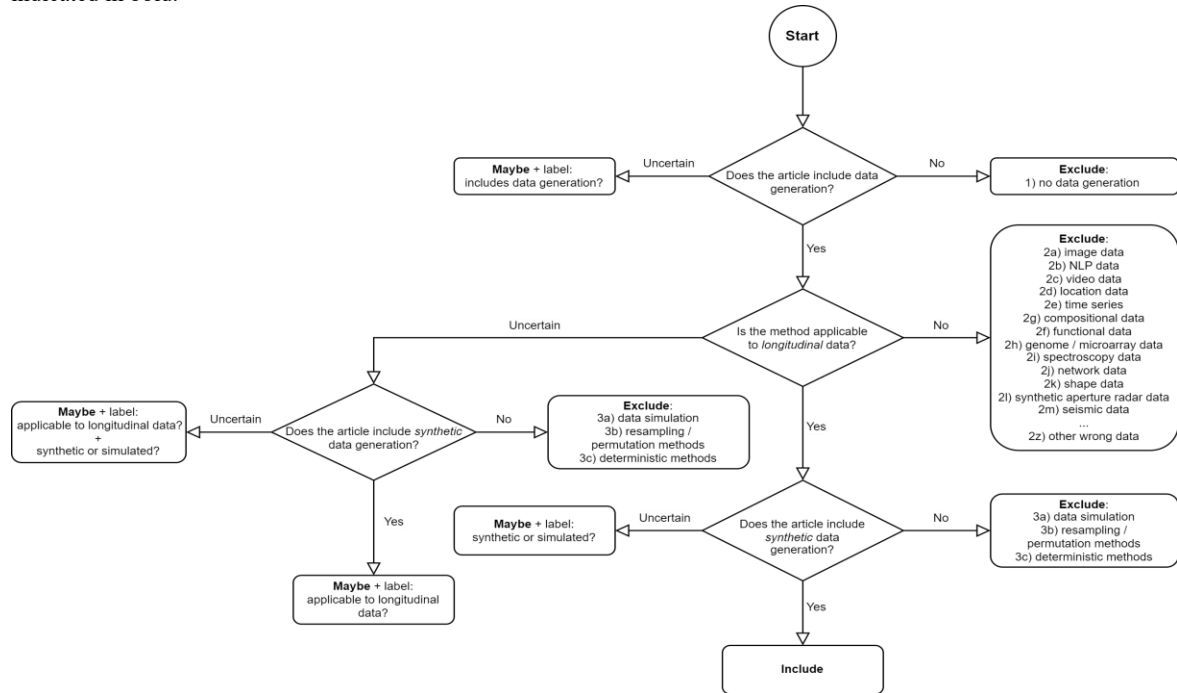 Start
Does the article include data
generation?
Uncertain
Maybe + label:
includes data generation?
No
Exclude:
1) no data generation
Yes
Is the method applicable
to longitudinal data?
No
Exclude:
2a) image data
2b) NLP data
2c) video data
2d) location data
2e) time series
2g) compositional data
2f) functional data
2h) genome / microarray data
2i) spectroscopy data
2j) network data
2k) shape data
2l) synthetic aperture radar data
2m) seismic data
...
2z) other wrong data
Uncertain
Does the article include synthetic
data generation?
Uncertain
Maybe + label:
applicable to longitudinal data?
+
synthetic or simulated?
No
Exclude:
3a) data simulation
3b) resampling /
permutation methods
3c) deterministic methods
Yes
Maybe + label:
applicable to longitudinal
data?
Yes
Does the article include
synthetic data
generation?
Uncertain
Maybe + label:
synthetic or simulated?
No
Exclude:
3a) data simulation
3b) resampling /
permutation methods
3c) deterministic methods
Yes
Include